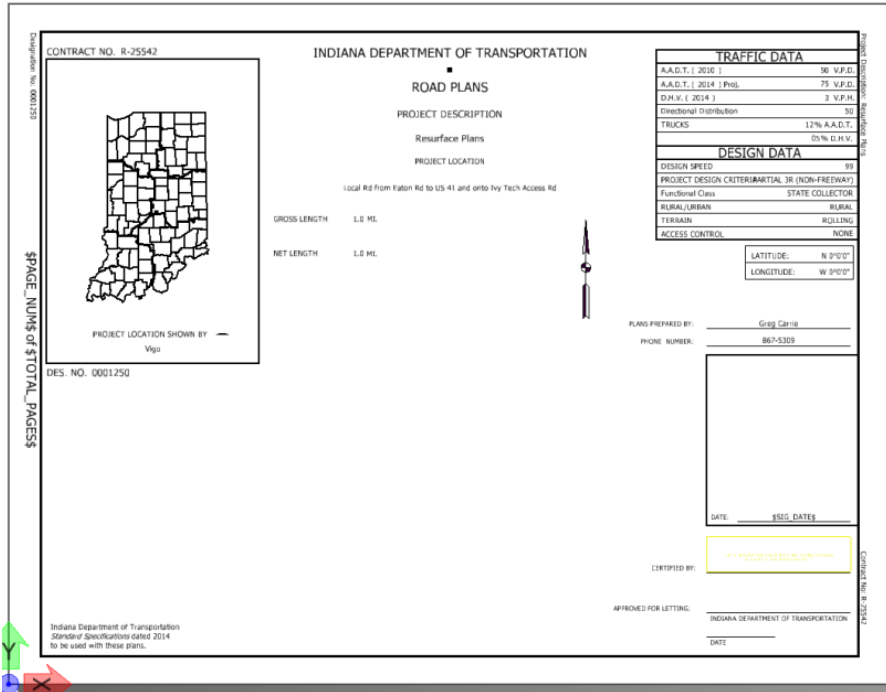 CONTRACT NO. R-25542
Designation No. 0001250
PROJECT LOCATION SHOWN BY
Vigo
DES. NO. 0001250
$PAGE_NUM$ of $TOTAL_PAGES$
INDIANA DEPARTMENT OF TRANSPORTATION
ROAD PLANS
PROJECT DESCRIPTION
Resurface Plans
PROJECT LOCATION
Local Rd from Eaton Rd to US 41 and onto Ivy Tech Access Rd
GROSS LENGTH 1.0 MI.
NET LENGTH 1.0 MI.
TRAFFIC DATA
A.A.D.T. ( 2010 ) 50 V.P.D.
A.A.D.T. ( 2014 ) Proj. 75 V.P.D.
D.H.V. ( 2014 ) 3 V.P.H.
Directional Distribution 50
TRUCKS 12% A.A.D.T.
05% D.H.V.
DESIGN DATA
DESIGN SPEED 99
PROJECT DESIGN CRITERIA PARTIAL 3R (NON-FREEWAY)
Functional Class STATE COLLECTOR
RURAL/URBAN RURAL
TERRAIN ROLLING
ACCESS CONTROL NONE
LATITUDE: N 0°0'0"
LONGITUDE: W 0°0'0"
PLANS PREPARED BY: Greg Carrie
PHONE NUMBER: 867-5309
DATE: $SIG_DATE$
CERTIFIED BY:
APPROVED FOR LETTING:
INDIANA DEPARTMENT OF TRANSPORTATION
DATE
Project Description: Resurface Plans
Contract No: R-25542
Indiana Department of Transportation
Standard Specifications dated 2014
to be used with these plans.
Y
X